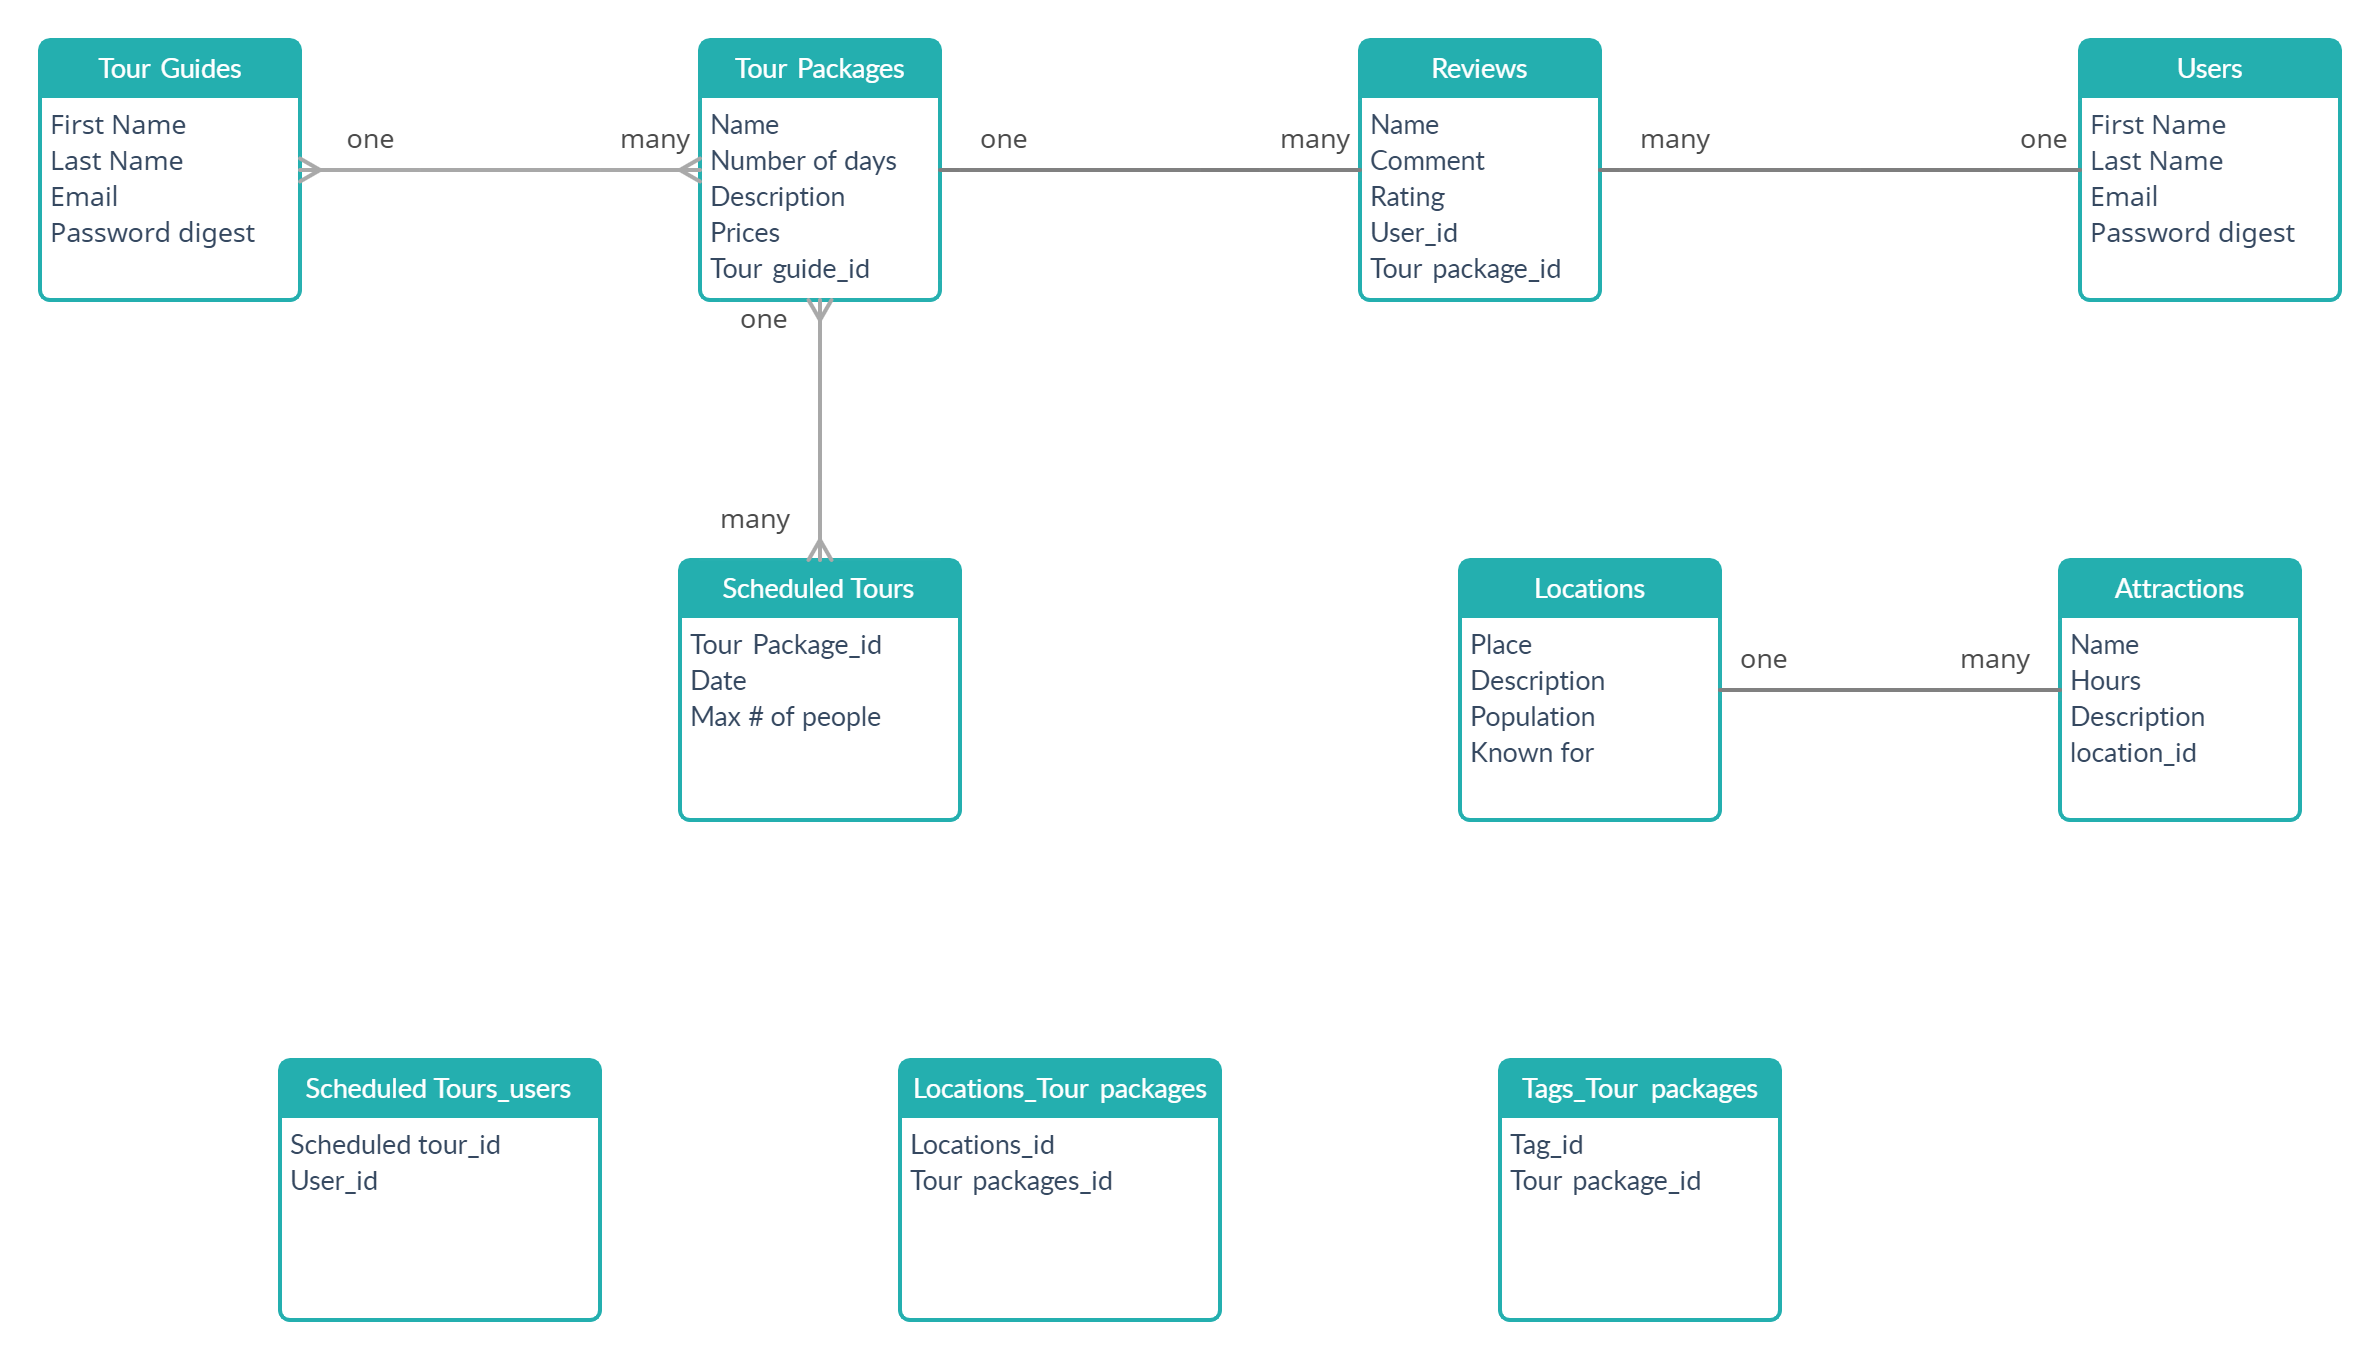 Tour Guides
First Name
Last Name
Email
Password digest
one
many
Tour Packages
Name
Number of days
Description
Prices
Tour guide_id
one
many
Reviews
Name
Comment
Rating
User_id
Tour package_id
many
one
Users
First Name
Last Name
Email
Password digest
one
many
Scheduled Tours
Tour Package_id
Date
Max # of people
Locations
Place
Description
Population
Known for
one
many
Attractions
Name
Hours
Description
location_id
Scheduled Tours_users
Scheduled tour_id
User_id
Locations_Tour packages
Locations_id
Tour packages_id
Tags_Tour packages
Tag_id
Tour package_id